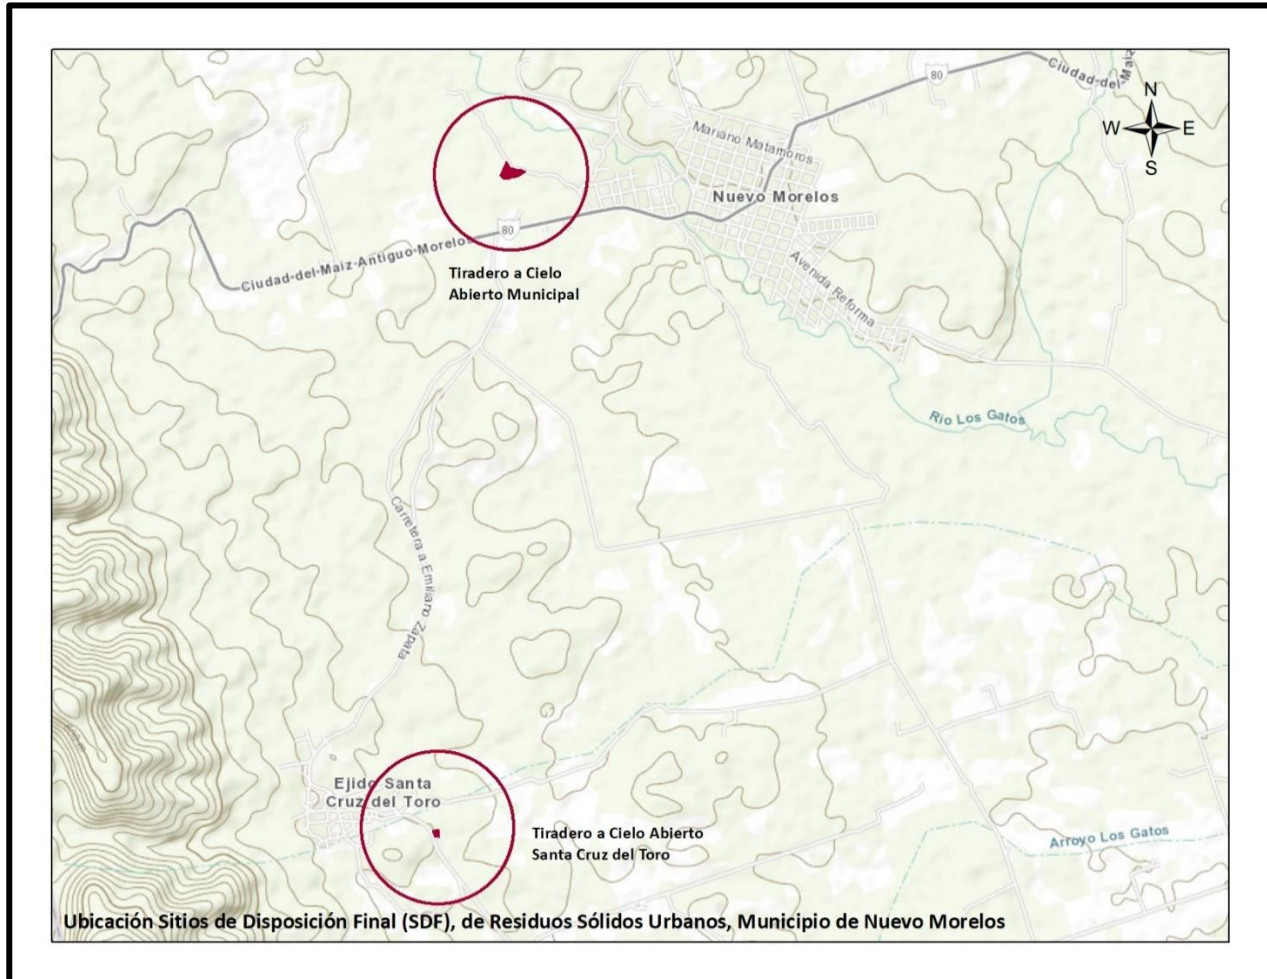 80
Ciudad-del-Maiz
N
W E
S
Mariano Matamoros
Nuevo Morelos
80
Ciudad-del-Maiz-Antiguo-Morelos
Tiradero a Cielo
Abierto Municipal
Avenida Reforma
Río Los Gatos
Carretera a Emiliano Zapata
Ejido Santa
Cruz del Toro
Tiradero a Cielo Abierto
Santa Cruz del Toro
Arroyo Los Gatos
Ubicación Sitios de Disposición Final (SDF), de Residuos Sólidos Urbanos, Municipio de Nuevo Morelos